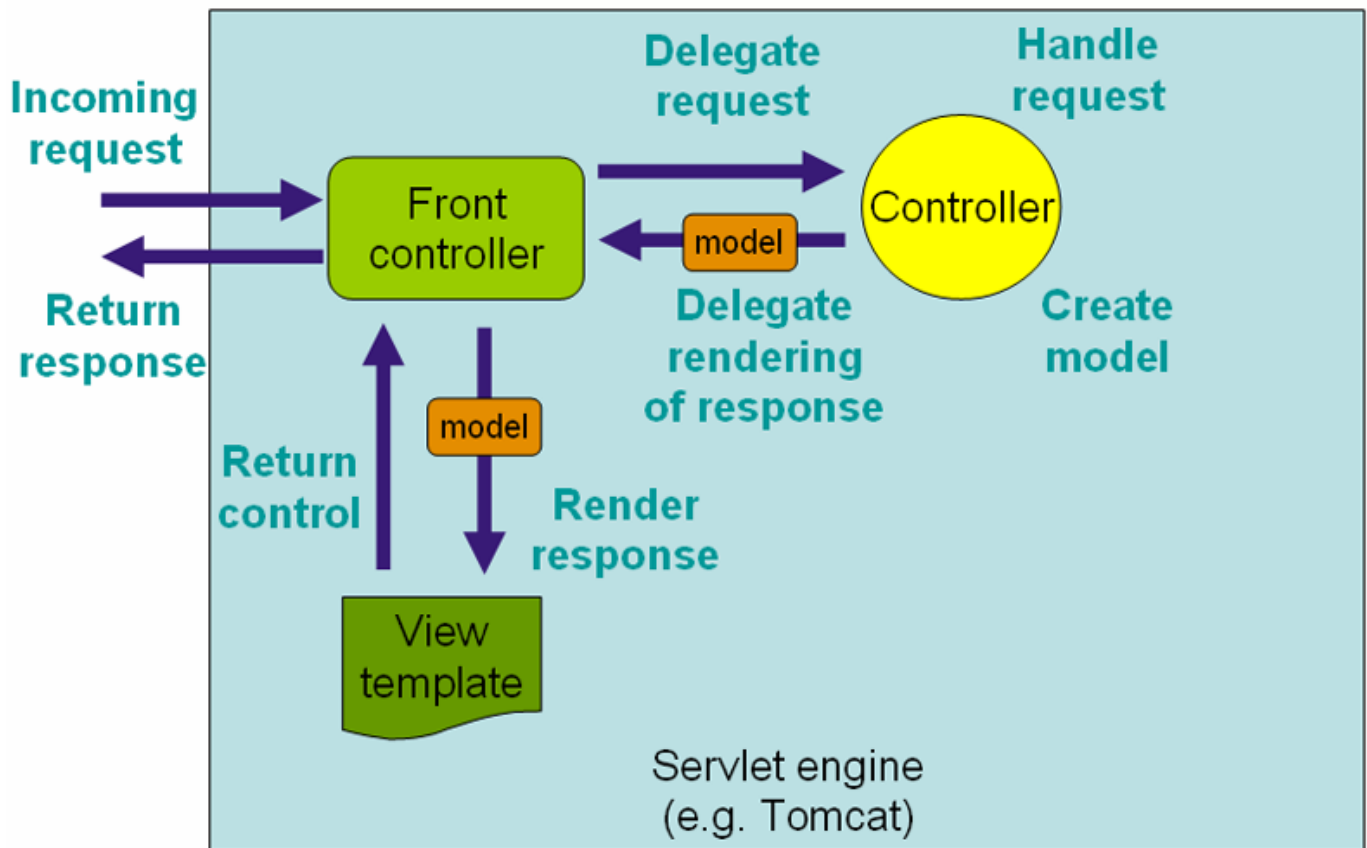 Incoming
request
Return
response
Delegate
request
Handle
request
Front
controller
Controller
model
Delegate
rendering
of response
Create
model
model
Return
control
Render
response
View
template
Servlet engine
(e.g. Tomcat)